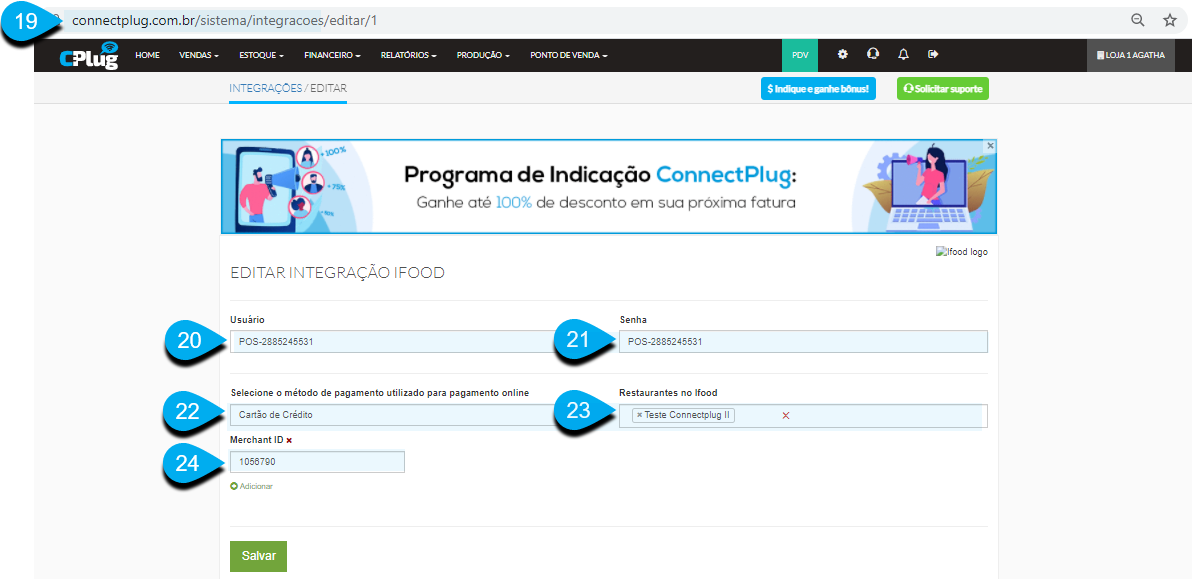 19
connectplug.com.br/sistema/integracoes/editar/1
CPlug HOME VENDAS ESTOQUE FINANCEIRO RELATÓRIOS PRODUÇÃO PONTO DE VENDA PDV LOJA 1 AGATHA
INTEGRAÇÕES / EDITAR $ Indique e ganhe bônus! Solicitar suporte
+100%
+75%
+50%
Programa de Indicação ConnectPlug:
Ganhe até 100% de desconto em sua próxima fatura
Ifood logo
EDITAR INTEGRAÇÃO IFOOD
Usuário Senha
20 POS-2885245531 21 POS-2885245531
Selecione o método de pagamento utilizado para pagamento online Restaurantes no Ifood
22 Cartão de Crédito 23 × Teste Connectplug II ×
Merchant ID ×
24 1056790
Adicionar
Salvar